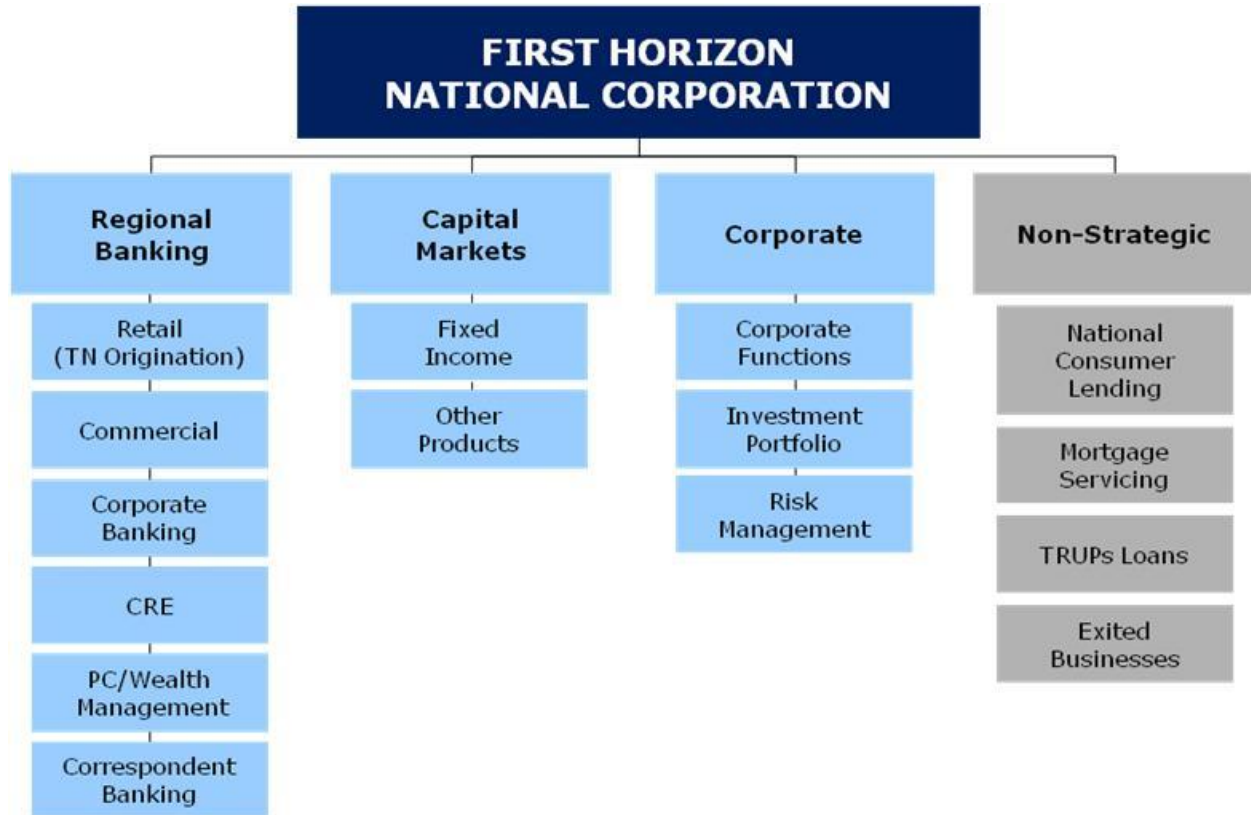 FIRST HORIZON
NATIONAL CORPORATION
Regional
Banking
Retail
(TN Origination)
Commercial
Corporate
Banking
CRE
PC/Wealth
Management
Correspondent
Banking
Capital
Markets
Fixed
Income
Other
Products
Corporate
Corporate
Functions
Investment
Portfolio
Risk
Management
Non-Strategic
National
Consumer
Lending
Mortgage
Servicing
TRUPs Loans
Exited
Businesses